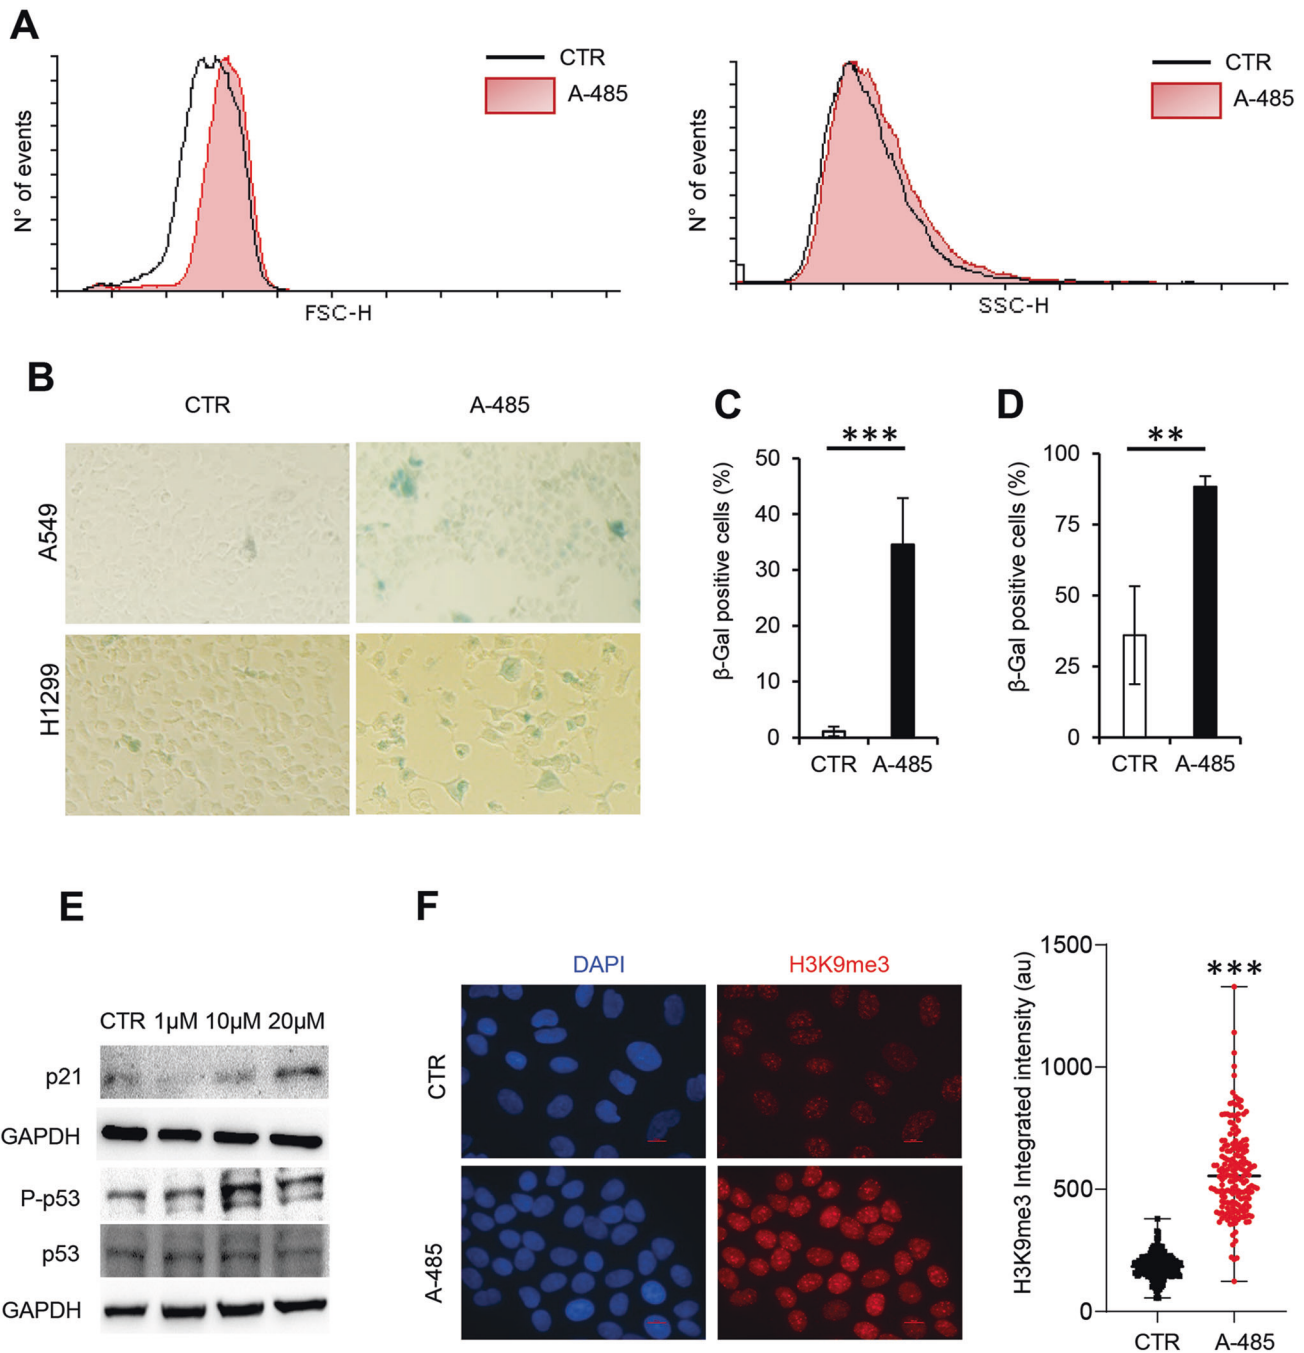 A
CTR
A-485
N° of events
FSC-H
CTR
A-485
N° of events
SSC-H
B
CTR
A-485
A549
H1299
C
***
β-Gal positive cells (%)
50
40
30
20
10
0
CTR A-485
D
**
β-Gal positive cells (%)
100
75
50
25
0
CTR A-485
E
CTR 1µM 10µM 20µM
p21
GAPDH
P-p53
p53
GAPDH
F
DAPI
H3K9me3
CTR
A-485
H3K9me3 Integrated intensity (au)
1500
1000
500
0
***
CTR
A-485